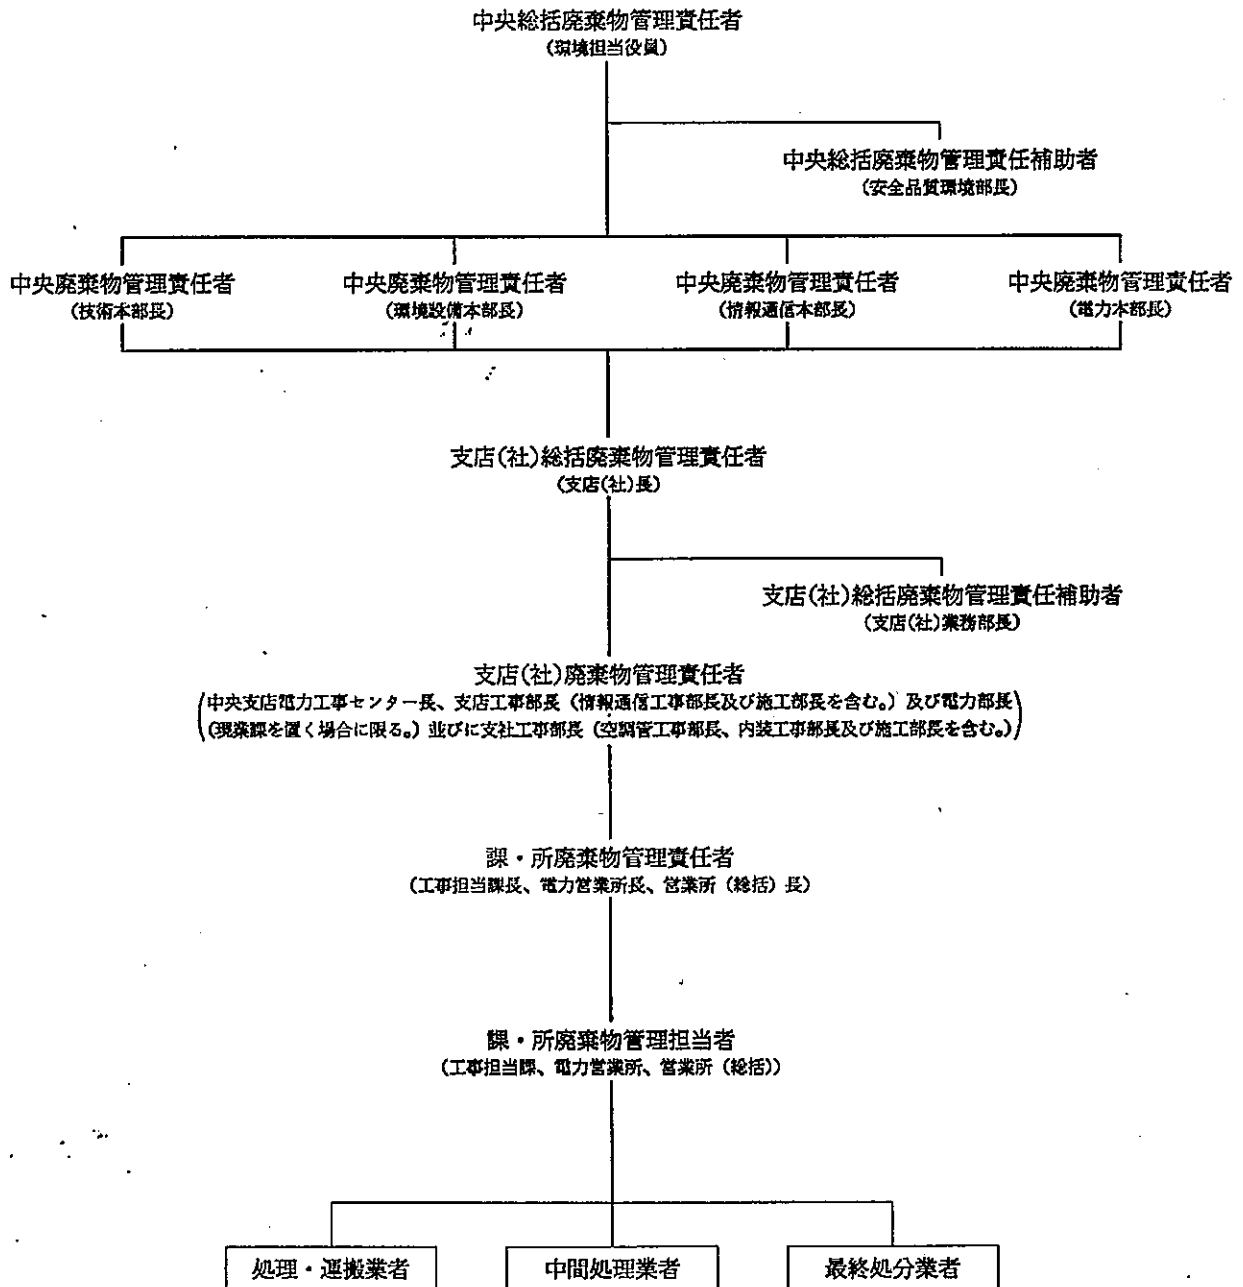 中央総括廃棄物管理責任者
(環境担当役員)
中央総括廃棄物管理責任補助者
(安全品質環境部長)
中央廃棄物管理責任者
(技術本部長)
中央廃棄物管理責任者
(環境設備本部長)
中央廃棄物管理責任者
(情報通信本部長)
中央廃棄物管理責任者
(電力本部長)
支店(社)総括廃棄物管理責任者
(支店(社)長)
支店(社)総括廃棄物管理責任補助者
(支店(社)業務部長)
支店(社)廃棄物管理責任者
(中央支店電力工事センター長、支店工事部長(情報通信工事部長及び施工部長を含む。)及び電力部長
(現業課を置く場合に限る。)並びに支社工事部長(空調管工事部長、内装工事部長及び施工部長を含む。))
課・所廃棄物管理責任者
(工事担当課長、電力営業所長、営業所(総括)長)
課・所廃棄物管理担当者
(工事担当課、電力営業所、営業所(総括))
処理・運搬業者
中間処理業者
最終処分業者